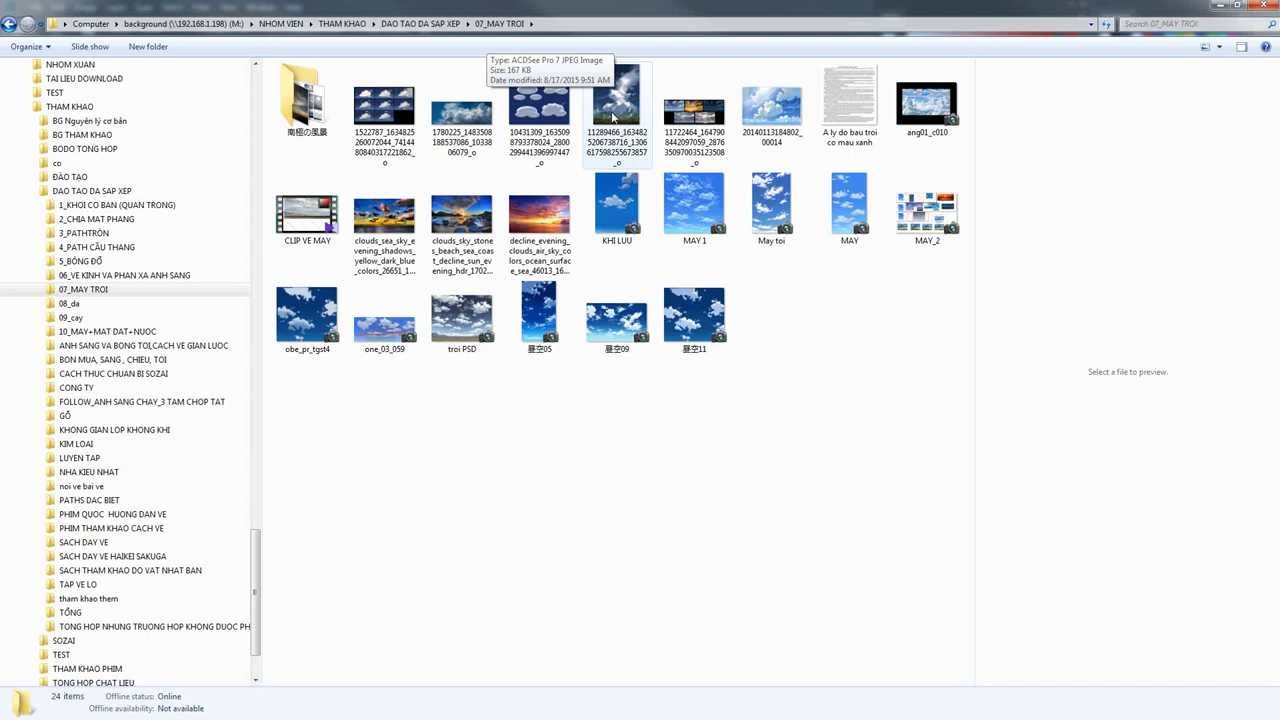 Computer ▸ background (\\192.168.1.198) (M:) ▸ NHOM VIEN ▸ THAM KHAO ▸ DAO TAO DA SAP XEP ▸ 07_MAY TROI ▸
Search 07_MAY TROI
Organize ▾ Slide show New folder
NHOM XUAN
TAI LIEU DOWNLOAD
TEST
THAM KHAO
BG Nguyên lý cơ bản
BG THAM KHAO
BODO TONG HOP
co
ĐÀO TẠO
DAO TAO DA SAP XEP
1_KHOI CO BAN (QUAN TRONG)
2_CHIA MAT PHANG
3_PATHTRÒN
4_PATH CẦU THANG
5_BÓNG ĐỔ
06_VE KINH VA PHAN XA ANH SANG
07_MAY TROI
08_da
09_cay
10_MAY+MAT DAT+NUOC
ANH SANG VA BONG TOI,CACH VE GIAN LUOC
BON MUA, SANG , CHIEU, TOI
CACH THUC CHUAN BI SOZAI
CONG TY
FOLLOW_ANH SANG CHAY_3 TAM CHOP TAT
GỖ
KHONG GIAN LOP KHONG KHI
KIM LOAI
LUYEN TAP
NHA KIEU NHAT
noi ve bai ve
PATHS DAC BIET
PHIM QUOC HUONG DAN VE
PHIM THAM KHAO CACH VE
SACH DAY VE
SACH DAY VE HAIKEI SAKUGA
SACH THAM KHAO DO VAT NHAT BAN
TAP VE LO
tham khao them
TỔNG
TONG HOP NHUNG TRUONG HOP KHONG DUOC PH
SOZAI
TEST
THAM KHAO PHIM
TONG HOP CHAT LIEU
Type: ACDSee Pro 7 JPEG Image
Size: 167 KB
Date modified: 8/17/2015 9:51 AM
南極の風景
1522787_1634825
260072044_74144
80840317221862_
o
1780225_1483508
188537086_10338
06079_o
10431309_163509
8793378024_2800
299441396997447
_o
11289466_163482
5206738716_1306
617598255673857
_o
11722464_164790
8442097059_2876
350970035123508
_o
20140113184802_
00014
A ly do bau troi
co mau xanh
ang01_c010
CLIP VE MAY
clouds_sea_sky_e
vening_shadows_
yellow_dark_blue
_colors_26651_1...
clouds_sky_stone
s_beach_sea_coas
t_decline_sun_ev
ening_hdr_1702...
decline_evening_
clouds_air_sky_co
lors_ocean_surfac
e_sea_46013_16...
KHI LUU
MAY 1
May toi
MAY
MAY_2
obe_pr_tgst4
one_03_059
troi PSD
昼空05
昼空09
昼空11
Select a file to preview.
24 items Offline status: Online
Offline availability: Not available